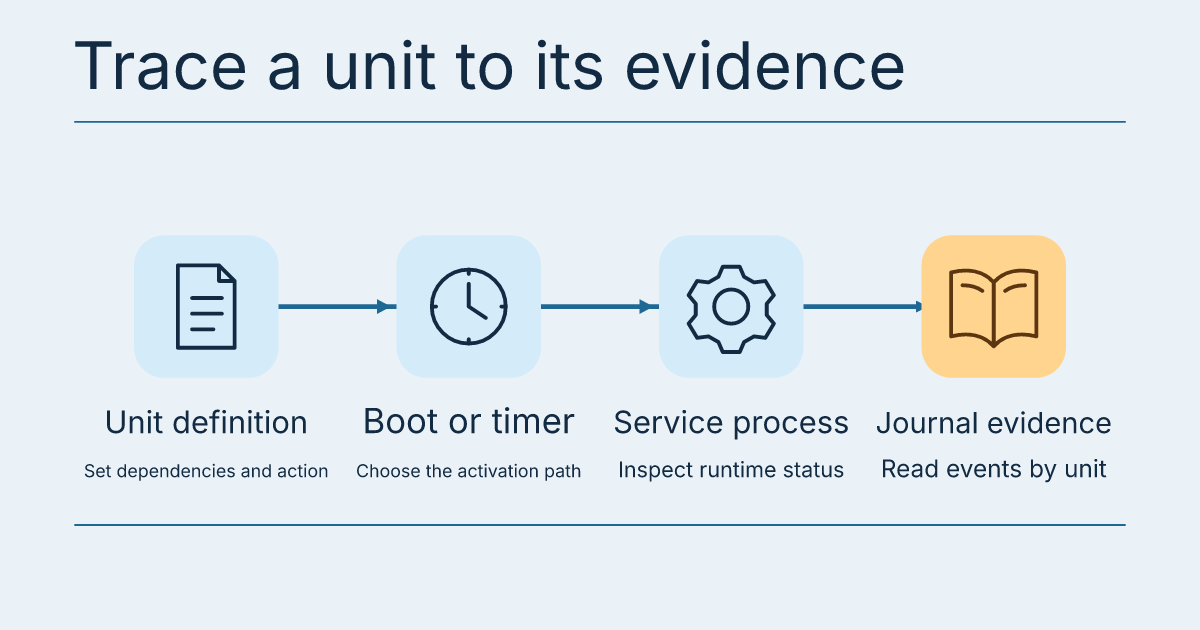 Trace a unit to its evidence
Unit definition
Set dependencies and action
Boot or timer
Choose the activation path
Service process
Inspect runtime status
Journal evidence
Read events by unit